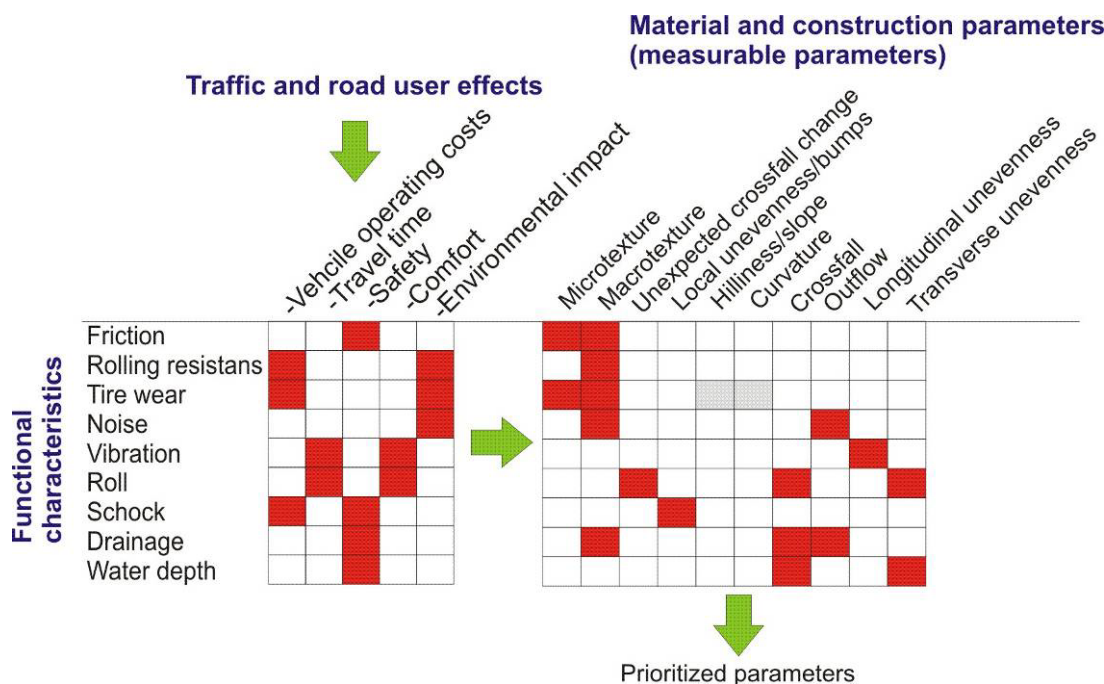 Material and construction parameters
(measurable parameters)
Traffic and road user effects
-Vehcile operating costs
-Travel time
-Safety
-Comfort
-Environmental impact
Microtexture
Macrotexture
Unexpected crossfall change
Local unevenness/bumps
Hilliness/slope
Curvature
Crossfall
Outflow
Longitudinal unevenness
Transverse unevenness
Functional
characteristics
Friction
Rolling resistans
Tire wear
Noise
Vibration
Roll
Schock
Drainage
Water depth
Prioritized parameters